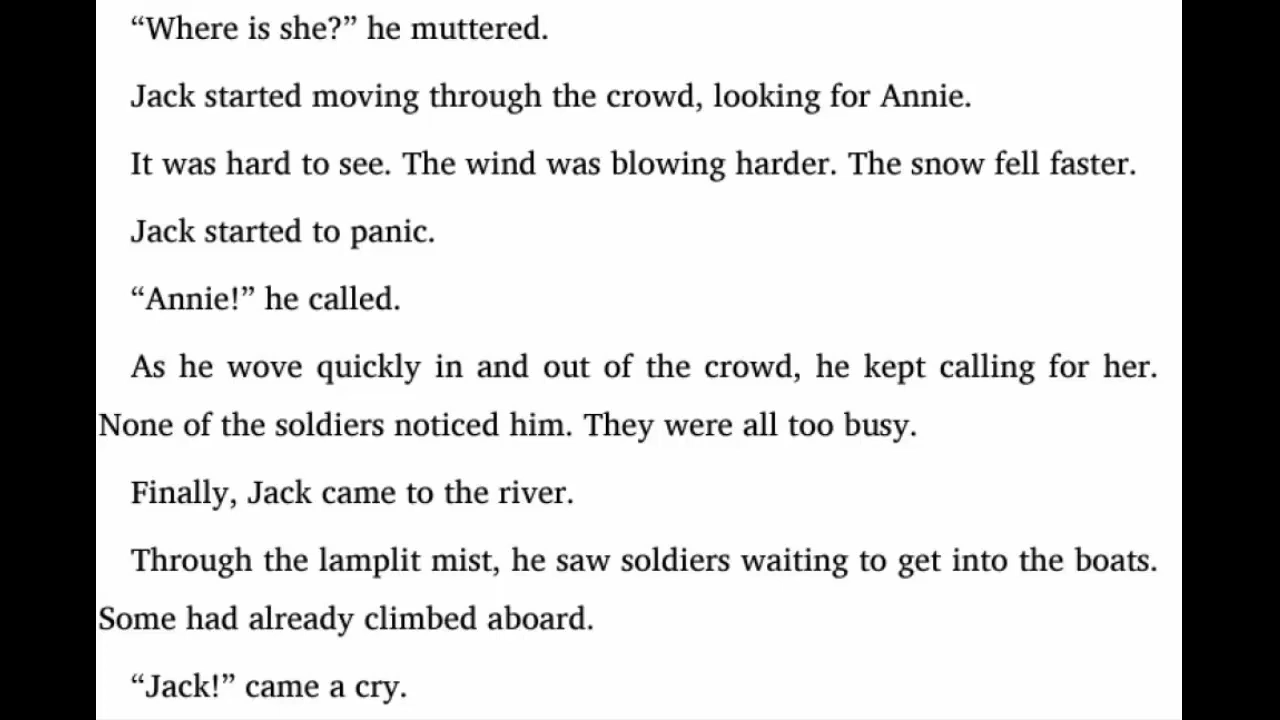 “Where is she?” he muttered.
Jack started moving through the crowd, looking for Annie.
It was hard to see. The wind was blowing harder. The snow fell faster.
Jack started to panic.
“Annie!” he called.
As he wove quickly in and out of the crowd, he kept calling for her.
None of the soldiers noticed him. They were all too busy.
Finally, Jack came to the river.
Through the lamplit mist, he saw soldiers waiting to get into the boats.
Some had already climbed aboard.
“Jack!” came a cry.